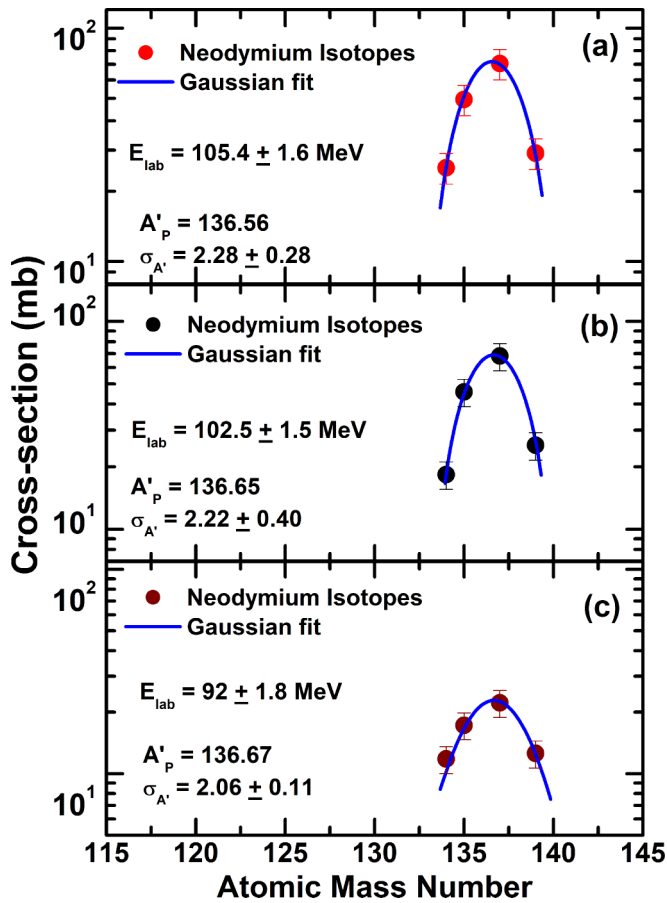 Cross-section (mb)
10²
(a)
Neodymium Isotopes
Gaussian fit
E_lab = 105.4 ± 1.6 MeV
A'_P = 136.56
σ_A' = 2.28 ± 0.28
10¹
10²
(b)
Neodymium Isotopes
Gaussian fit
E_lab = 102.5 ± 1.5 MeV
A'_P = 136.65
σ_A' = 2.22 ± 0.40
10¹
10²
(c)
Neodymium Isotopes
Gaussian fit
E_lab = 92 ± 1.8 MeV
A'_P = 136.67
σ_A' = 2.06 ± 0.11
10¹
115 120 125 130 135 140 145
Atomic Mass Number